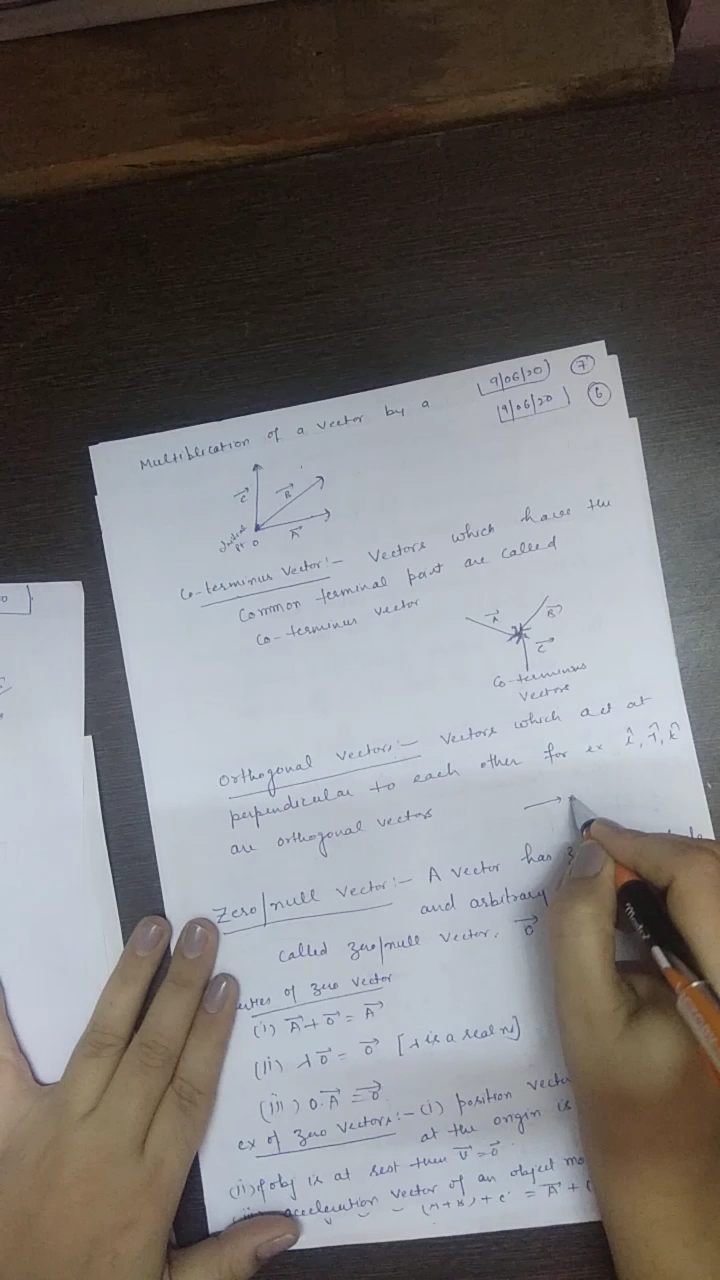 9/06/20 7
Multiblication of a vector by a
9/06/20 6
C B
A
O
Co-terminus Vector:- Vectors which have the
Common terminal point are called
Co-terminus vector
A B
C
Co-terminus
Vectors
Orthogonal Vectors:- Vectors which act at
perpendicular to each other for ex î, ĵ, k̂
are orthogonal vectors
Zero/null Vector:- A vector has
and arbitrary
called zero/null vector. 0⃗
of zero vector
(i) A⃗ + 0⃗ = A⃗
(ii) λ0⃗ = 0⃗ [λ is a real no]
(iii) 0.A⃗ = 0⃗
ex of zero vectors:- (i) position vector
at the origin is
(ii) if obj is at rest then v⃗ = 0⃗
acceleration vector of an object
= A⃗ +